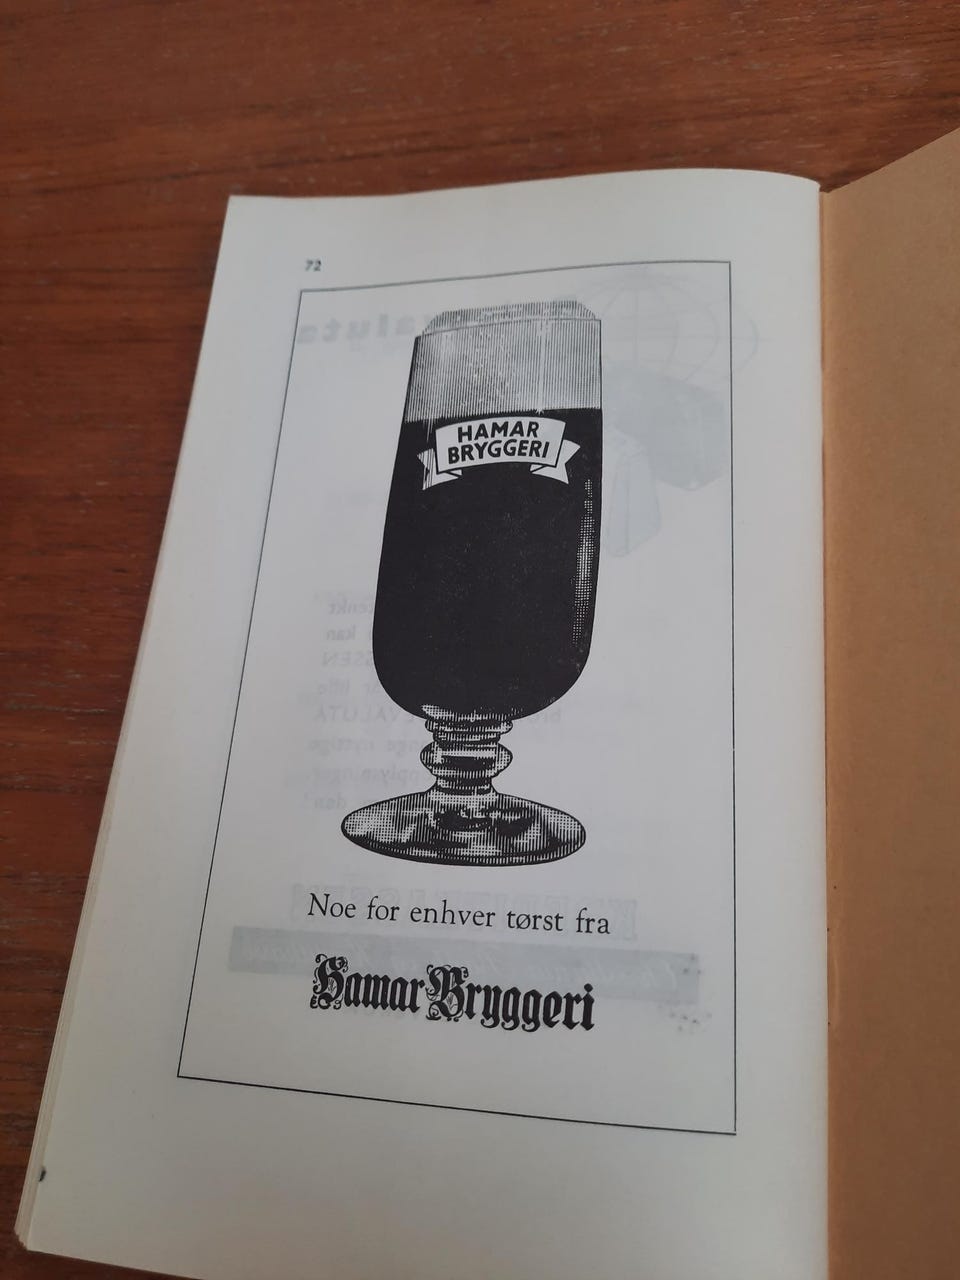 72
HAMAR
BRYGGERI
Noe for enhver tørst fra
Hamar Bryggeri